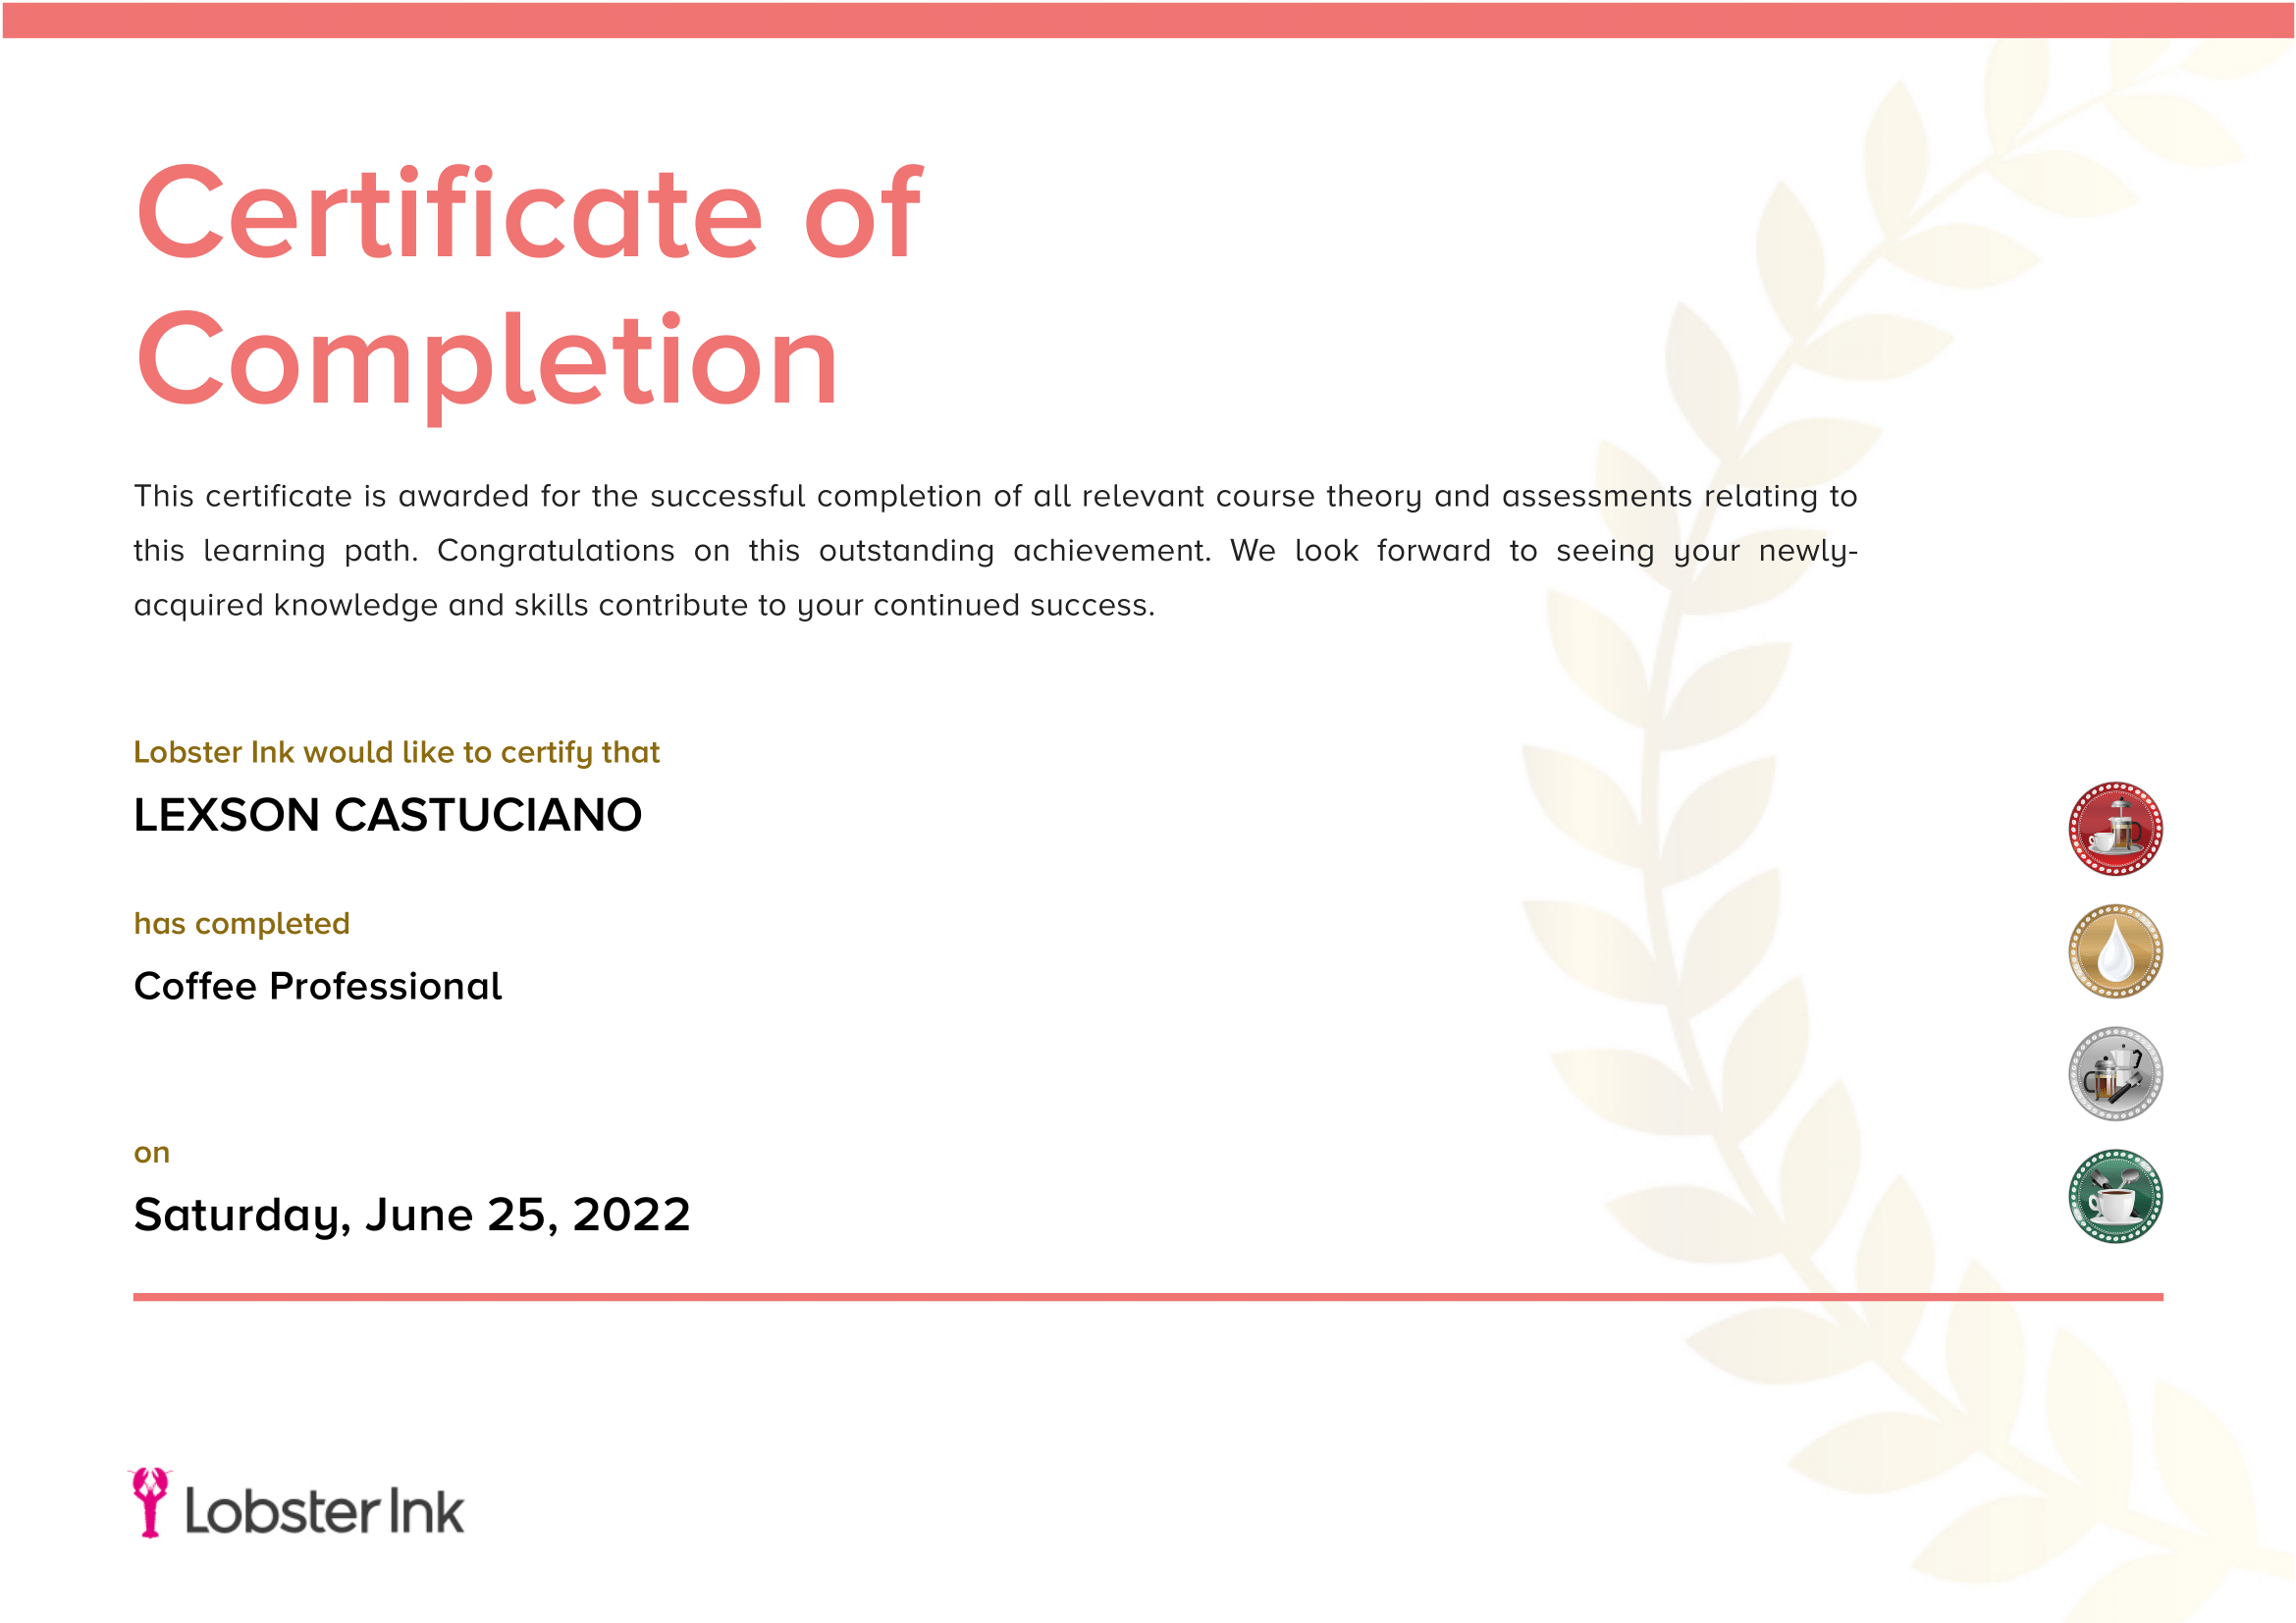 Certificate of
Completion
This certificate is awarded for the successful completion of all relevant course theory and assessments relating to
this learning path. Congratulations on this outstanding achievement. We look forward to seeing your newly-
acquired knowledge and skills contribute to your continued success.
Lobster Ink would like to certify that
LEXSON CASTUCIANO
has completed
Coffee Professional
on
Saturday, June 25, 2022
Lobster Ink